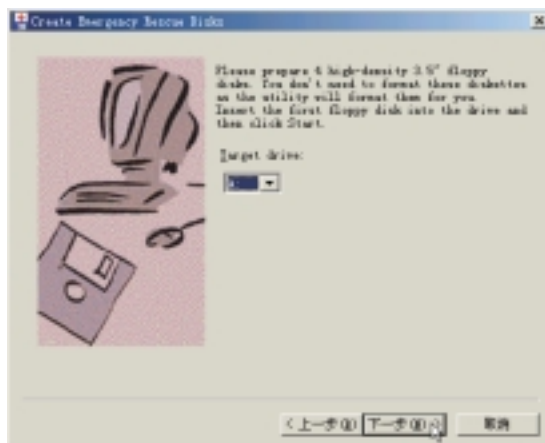 Create Emergency Rescue Disks
Please prepare 4 high-density 3.5" floppy
disks. You don't need to format these diskettes
as the utility will format them for you.
Insert the first floppy disk into the drive and
then click Start.
Target drive:
<上一步(B)
下一步(N)>
取消